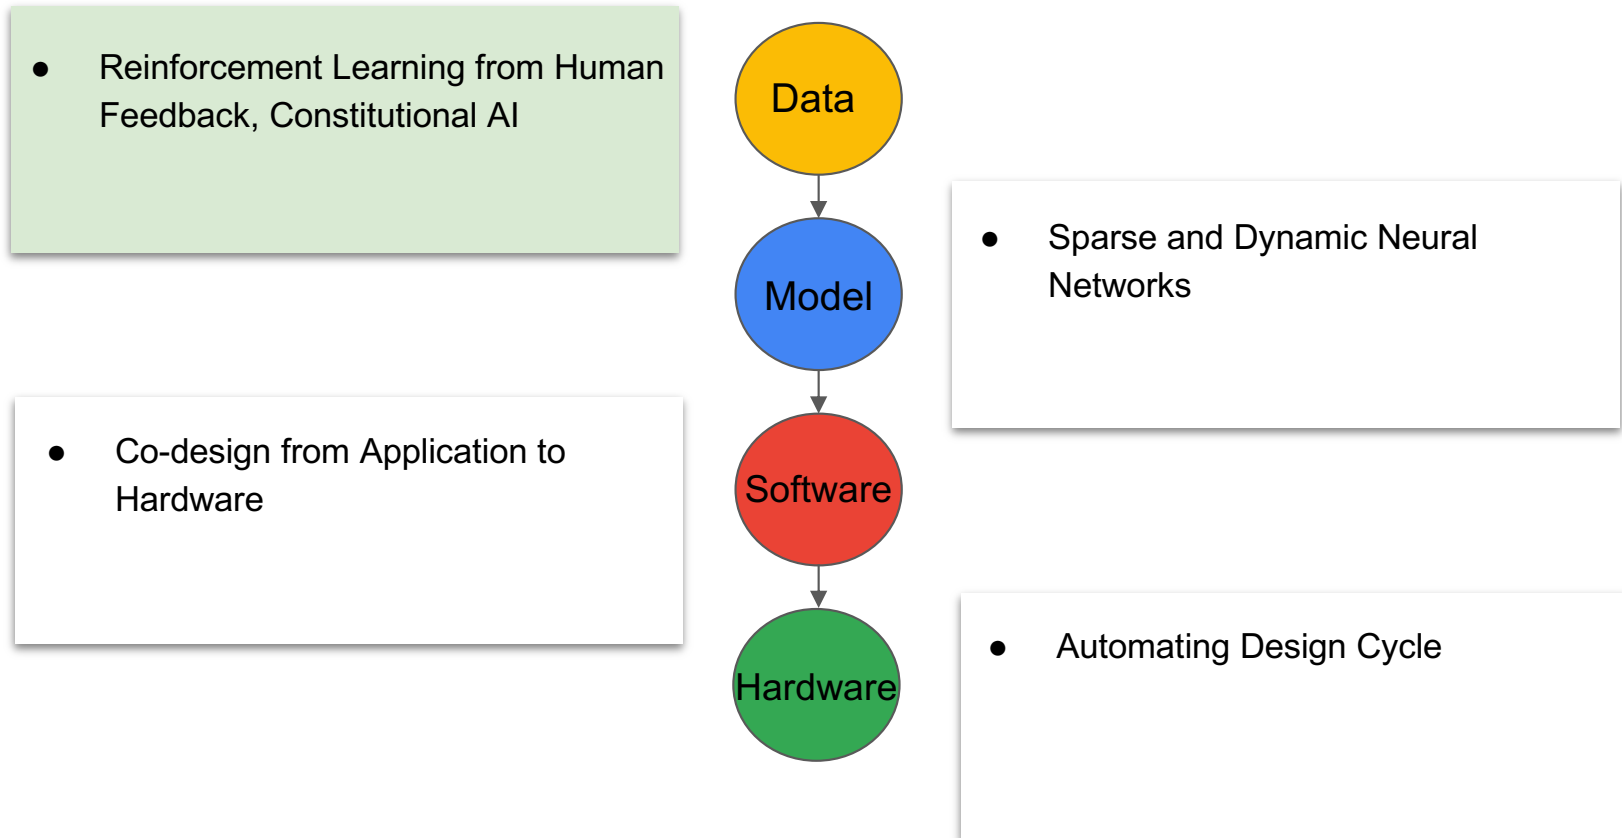 ● Reinforcement Learning from Human
Feedback, Constitutional AI
Data
● Sparse and Dynamic Neural
Networks
Model
● Co-design from Application to
Hardware
Software
● Automating Design Cycle
Hardware